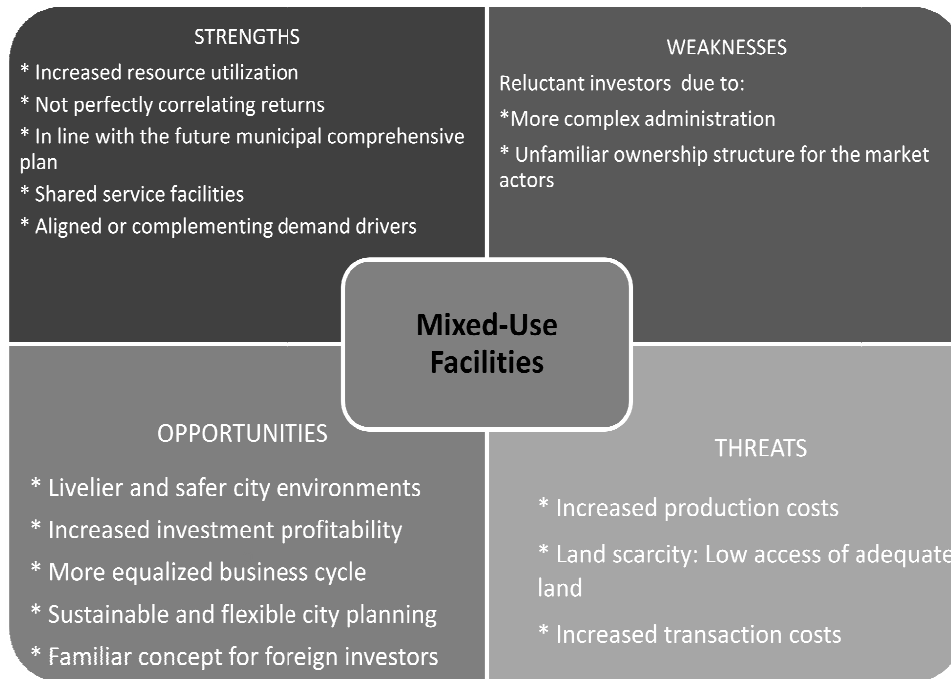 STRENGTHS
* Increased resource utilization
* Not perfectly correlating returns
* In line with the future municipal comprehensive
plan
* Shared service facilities
* Aligned or complementing demand drivers
WEAKNESSES
Reluctant investors due to:
*More complex administration
* Unfamiliar ownership structure for the market
actors
Mixed-Use
Facilities
OPPORTUNITIES
* Livelier and safer city environments
* Increased investment profitability
* More equalized business cycle
* Sustainable and flexible city planning
* Familiar concept for foreign investors
THREATS
* Increased production costs
* Land scarcity: Low access of adequate
land
* Increased transaction costs